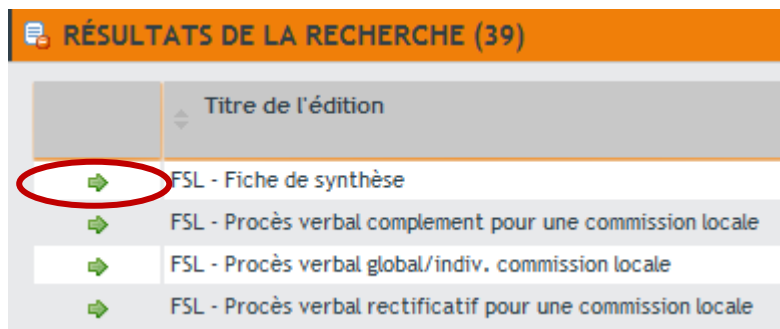 RÉSULTATS DE LA RECHERCHE (39)
Titre de l'édition
FSL - Fiche de synthèse
FSL - Procès verbal complement pour une commission locale
FSL - Procès verbal global/indiv. commission locale
FSL - Procès verbal rectificatif pour une commission locale